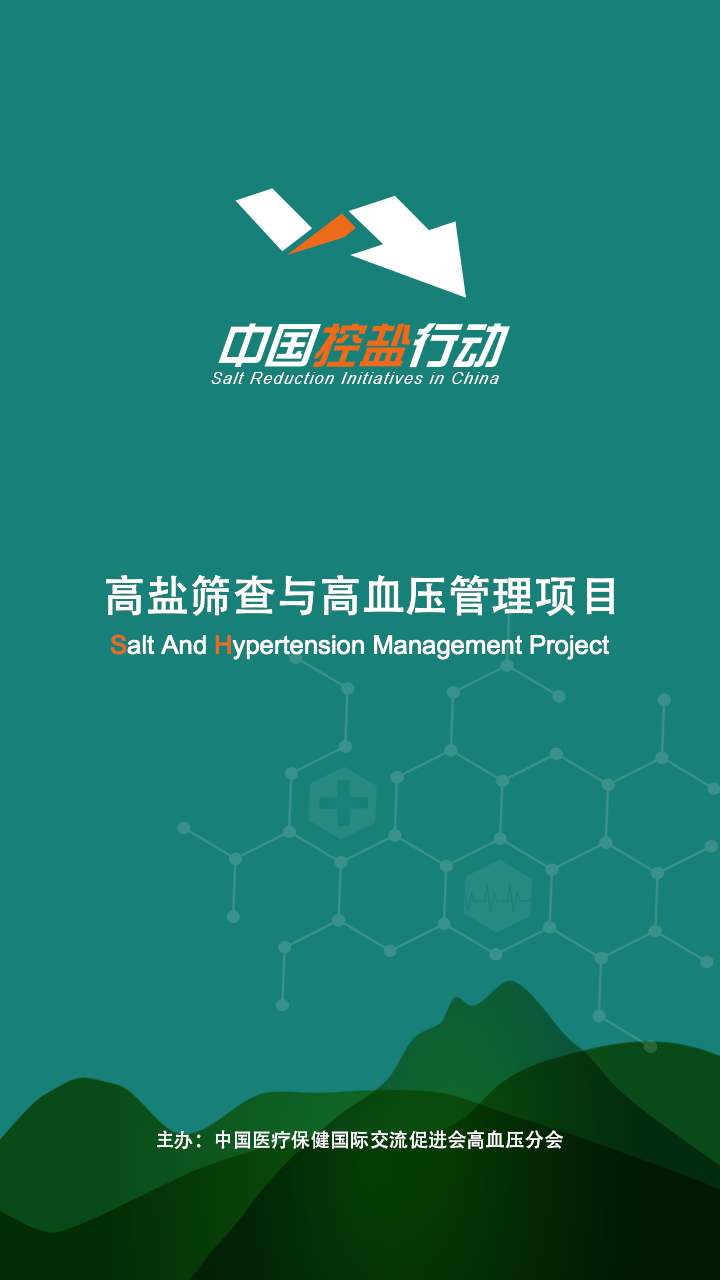 中国控盐行动
Salt Reduction Initiatives in China
高盐筛查与高血压管理项目
Salt And Hypertension Management Project
主办：中国医疗保健国际交流促进会高血压分会